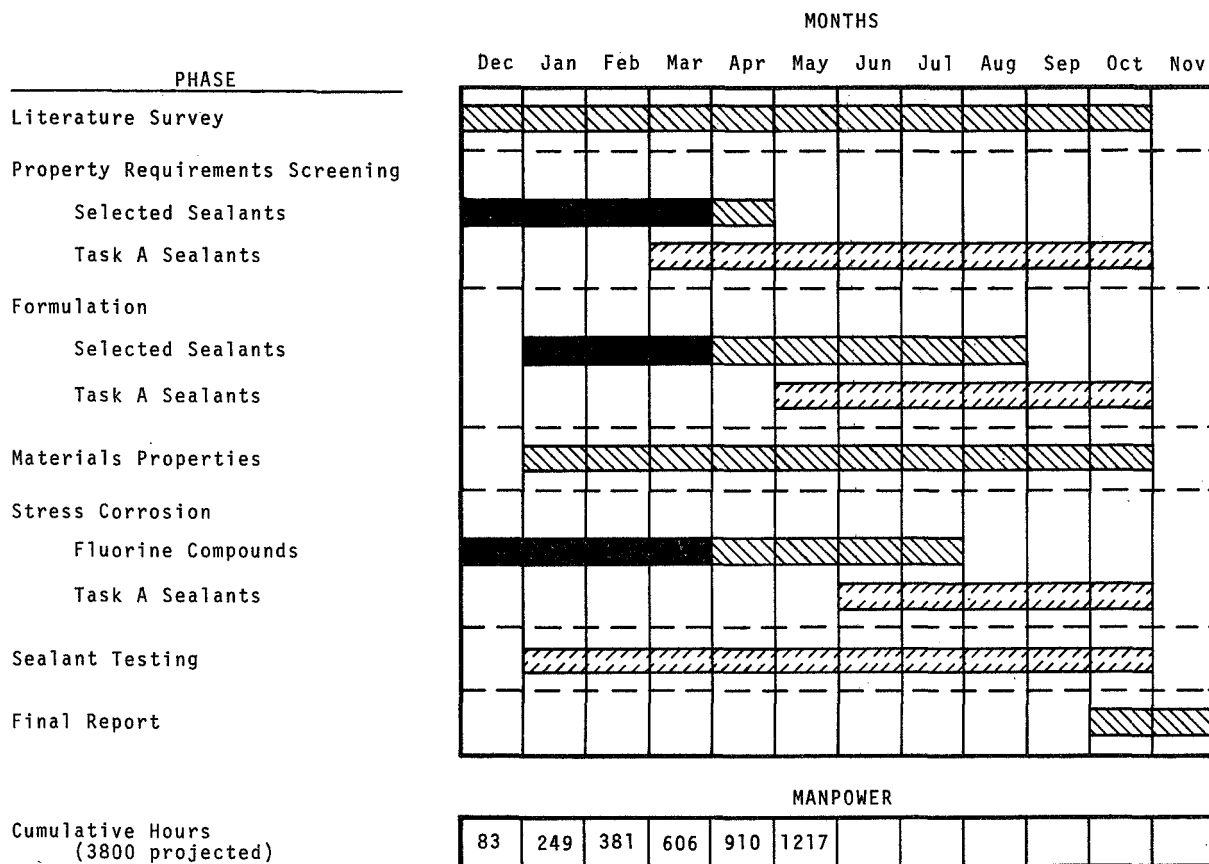 MONTHS
Dec Jan Feb Mar Apr May Jun Jul Aug Sep Oct Nov
PHASE
Literature Survey
Property Requirements Screening
Selected Sealants
Task A Sealants
Formulation
Selected Sealants
Task A Sealants
Materials Properties
Stress Corrosion
Fluorine Compounds
Task A Sealants
Sealant Testing
Final Report
MANPOWER
Cumulative Hours 83 249 381 606 910 1217
(3800 projected)